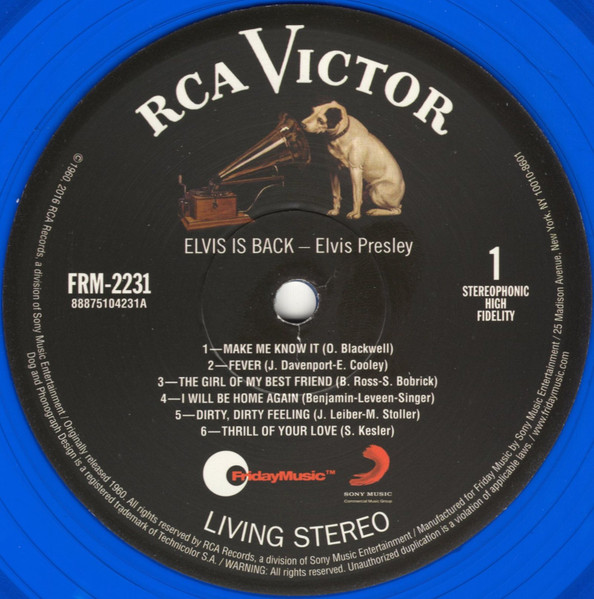 RCA VICTOR
ELVIS IS BACK – Elvis Presley
FRM-2231
88875104231A
1
STEREOPHONIC
HIGH
FIDELITY
1—MAKE ME KNOW IT (O. Blackwell)
2—FEVER (J. Davenport-E. Cooley)
3—THE GIRL OF MY BEST FRIEND (B. Ross-S. Bobrick)
4—I WILL BE HOME AGAIN (Benjamin-Leveen-Singer)
5—DIRTY, DIRTY FEELING (J. Leiber-M. Stoller)
6—THRILL OF YOUR LOVE (S. Kesler)
FridayMusic™
SONY MUSIC
Commercial Music Group
LIVING STEREO
© 1960, 2016 RCA Records, a division of Sony Music Entertainment / Originally released 1960. All rights reserved by RCA Records, a division of Sony Music Entertainment / Manufactured for Friday Music by Sony Music Entertainment / 25 Madison Avenue, New York, NY 10010-8601
Dog and Phonograph Design is a registered trademark of Technicolor S.A. / WARNING: All rights reserved. Unauthorized duplication is a violation of applicable laws. / www.fridaymusic.com